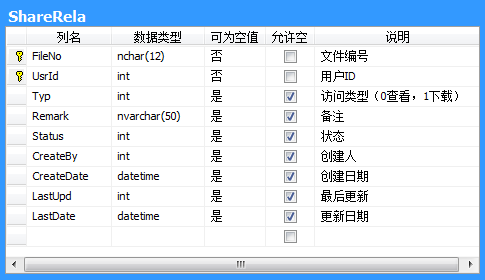 ShareRela
列名 数据类型 可为空值 允许空 说明
FileNo nchar(12) 否 文件编号
UsrId int 否 用户ID
Typ int 是 访问类型（0查看，1下载）
Remark nvarchar(50) 是 备注
Status int 是 状态
CreateBy int 是 创建人
CreateDate datetime 是 创建日期
LastUpd int 是 最后更新
LastDate datetime 是 更新日期